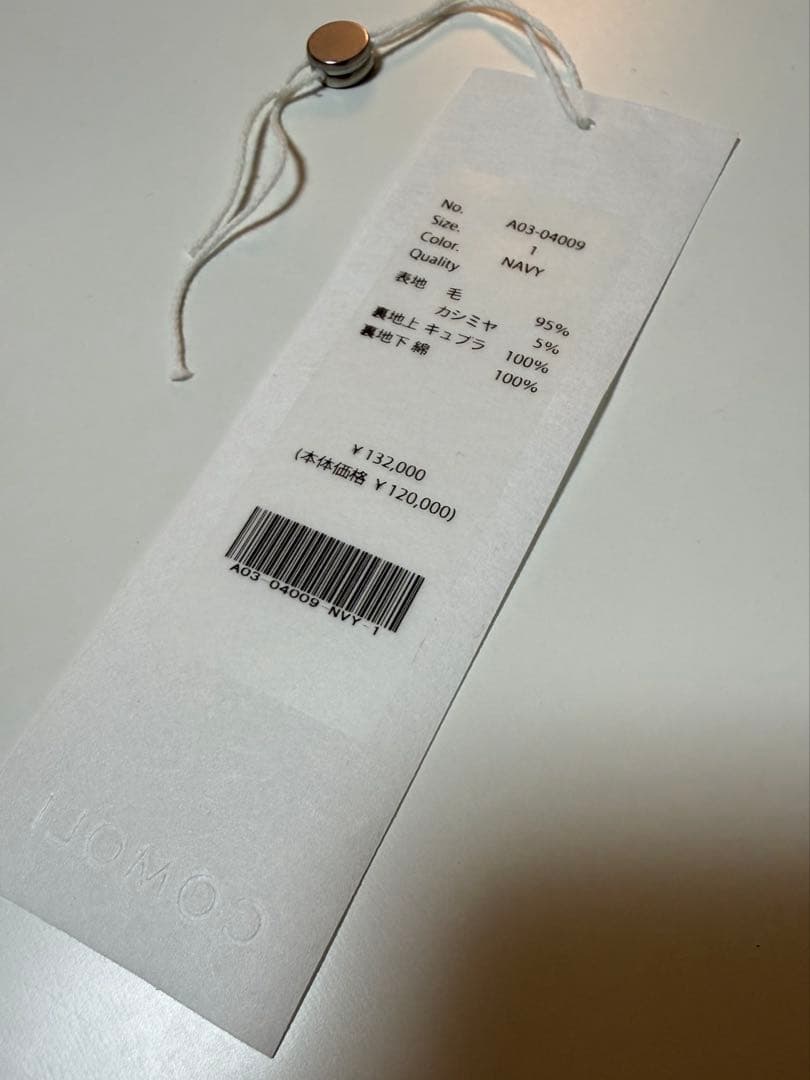 No. A03-04009
Size. 1
Color. NAVY
Quality
表地 毛 95%
カシミヤ 5%
裏地上 キュプラ 100%
裏地下 綿 100%
¥132,000
(本体価格 ¥120,000)
A03-04009-NVY-1
COMOLI